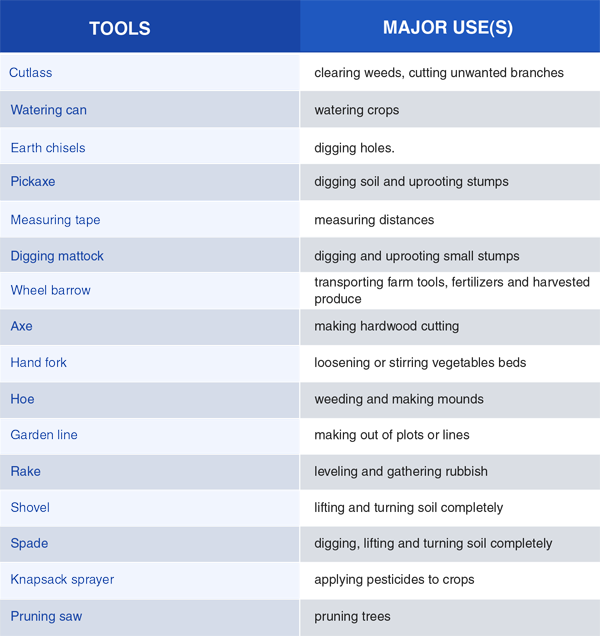 TOOLS MAJOR USE(S)
Cutlass clearing weeds, cutting unwanted branches
Watering can watering crops
Earth chisels digging holes.
Pickaxe digging soil and uprooting stumps
Measuring tape measuring distances
Digging mattock digging and uprooting small stumps
Wheel barrow transporting farm tools, fertilizers and harvested
produce
Axe making hardwood cutting
Hand fork loosening or stirring vegetables beds
Hoe weeding and making mounds
Garden line making out of plots or lines
Rake leveling and gathering rubbish
Shovel lifting and turning soil completely
Spade digging, lifting and turning soil completely
Knapsack sprayer applying pesticides to crops
Pruning saw pruning trees